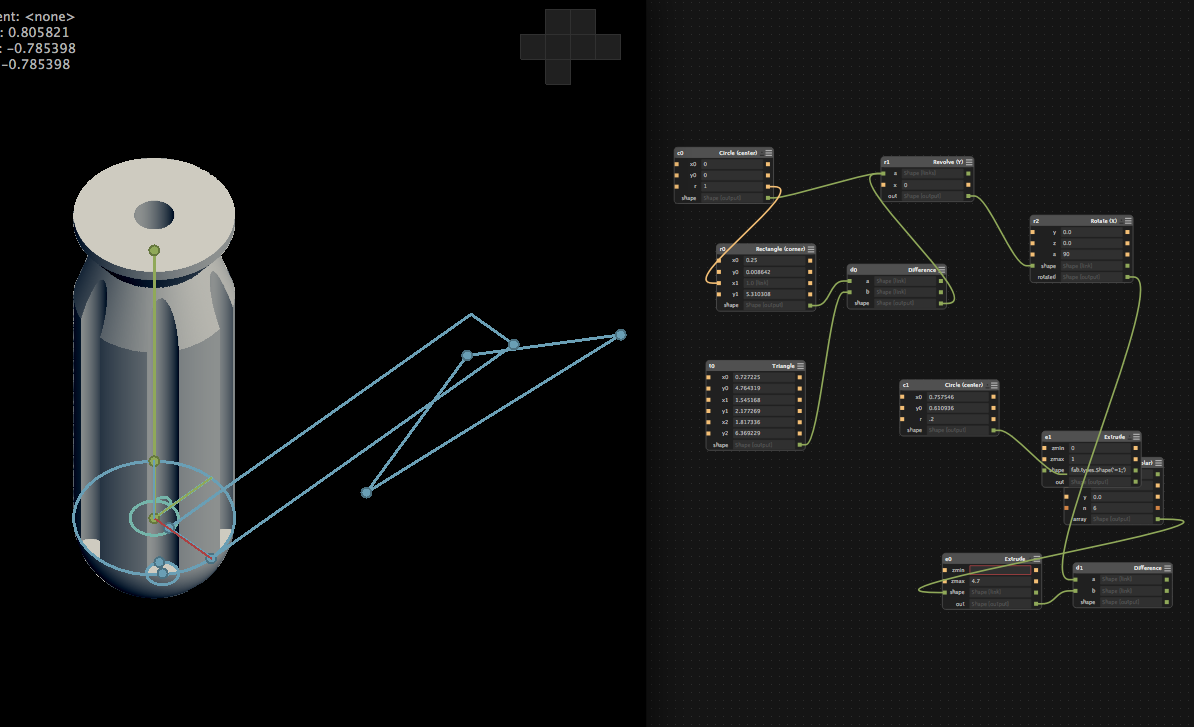 ent: <none>
: 0.805821
: -0.785398
-0.785398
c0 Circle (center)
x0 0
y0 0
r 1
shape Shape [output]
r1 Revolve (Y)
a Shape [link]
x 0
out Shape [output]
r2 Rotate (X)
y 0.0
z 0.0
a 90
shape Shape [link]
rotated Shape [output]
r0 Rectangle (corner)
x0 0.25
y0 0.008642
x1 1.0 [link]
y1 5.310308
shape Shape [output]
d0 Difference
a Shape [link]
b Shape [link]
shape Shape [output]
t0 Triangle
x0 0.727225
y0 4.764319
x1 1.545168
y1 2.177269
x2 1.817336
y2 6.369229
shape Shape [output]
c1 Circle (center)
x0 0.757546
y0 0.610936
r .2
shape Shape [output]
e1 Extrude
zmin 0
zmax 1
shape fab.types.Shape('=1;')
out Shape [output]
y 0.0
n 6
array Shape [output]
e0 Extrude
zmin
zmax 4.7
shape Shape [link]
out Shape [output]
d1 Difference
a Shape [link]
b Shape [link]
shape Shape [output]